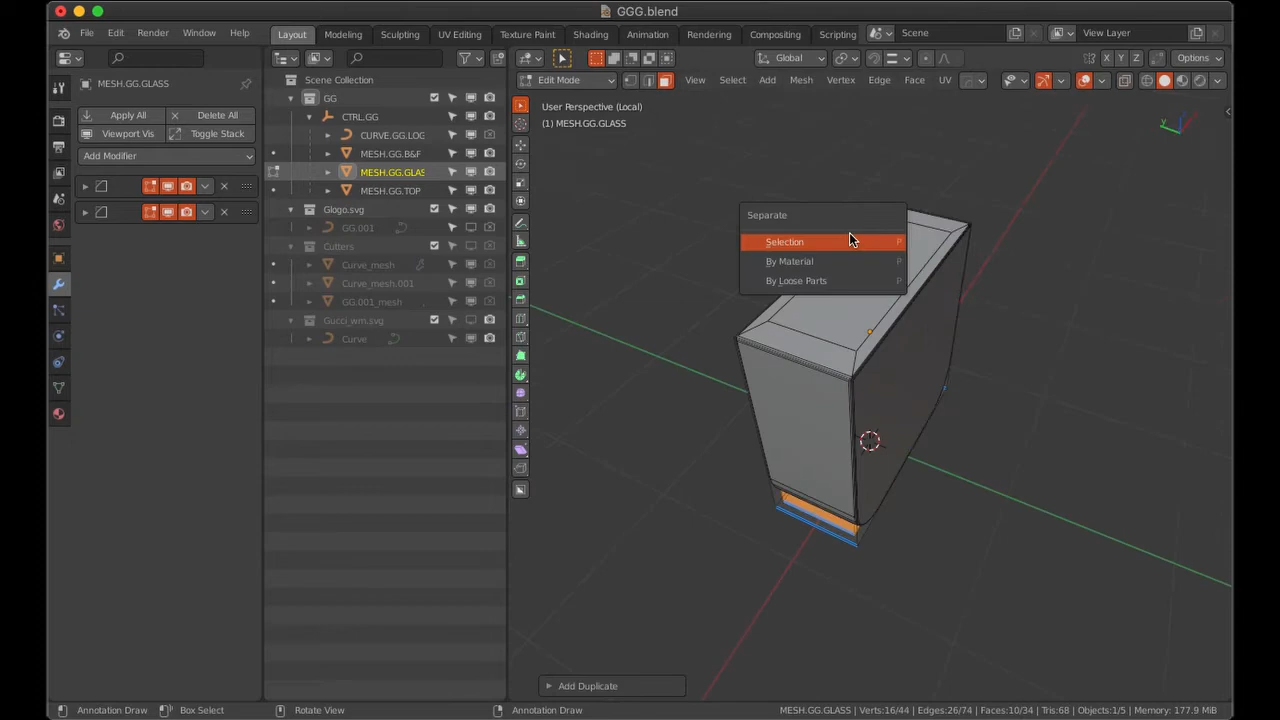 GGG.blend
File Edit Render Window Help
Layout Modeling Sculpting UV Editing Texture Paint Shading Animation Rendering Compositing Scripting
Scene
View Layer
Global
Options
Edit Mode
View Select Add Mesh Vertex Edge Face UV
X Y Z
MESH.GG.GLASS
Apply All
Delete All
Viewport Vis
Toggle Stack
Add Modifier
Scene Collection
GG
CTRL.GG
CURVE.GG.LOG
MESH.GG.B&F
MESH.GG.GLAS
MESH.GG.TOP
Glogo.svg
GG.001
Cutters
Curve_mesh
Curve_mesh.001
GG.001_mesh
Gucci_wm.svg
Curve
User Perspective (Local)
(1) MESH.GG.GLASS
Y
Separate
Selection P
By Material P
By Loose Parts P
Add Duplicate
Annotation Draw
Box Select
Rotate View
Annotation Draw
MESH.GG.GLASS | Verts:16/44 | Edges:26/74 | Faces:10/34 | Tris:68 | Objects:1/5 | Memory: 177.9 MiB